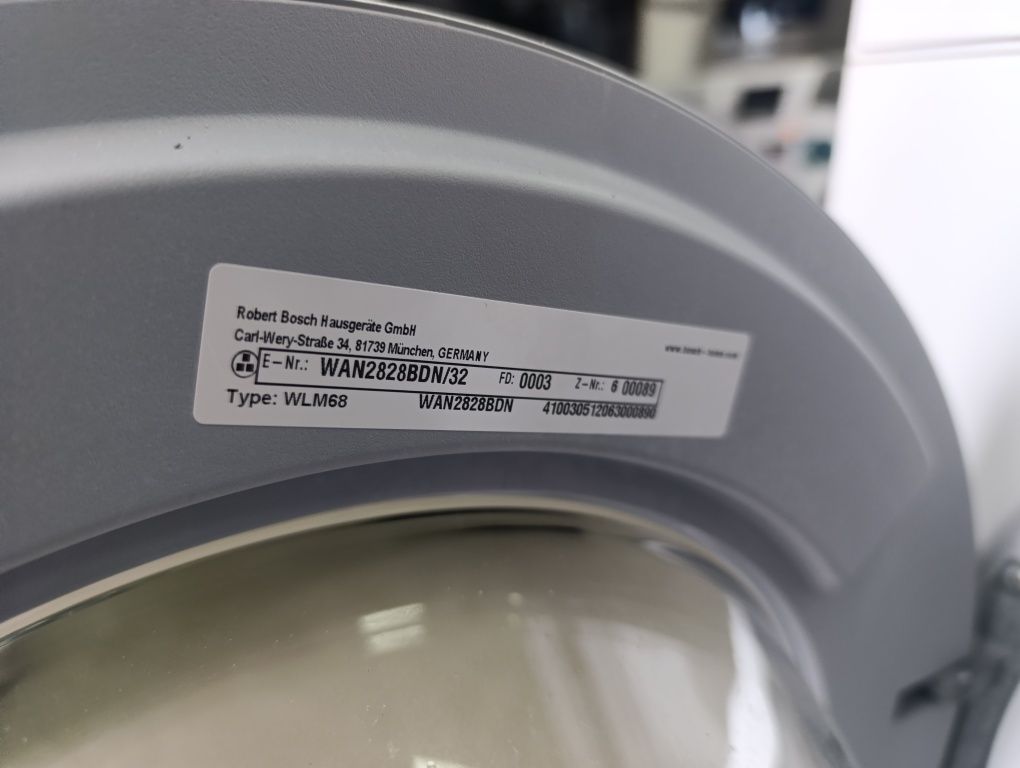 Robert Bosch Hausgeräte GmbH
Carl-Wery-Straße 34, 81739 München, GERMANY
E-Nr.: WAN2828BDN/32 FD: 0003 Z-Nr.: 6 00089
Type: WLM68 WAN2828BDN 410030512063000890